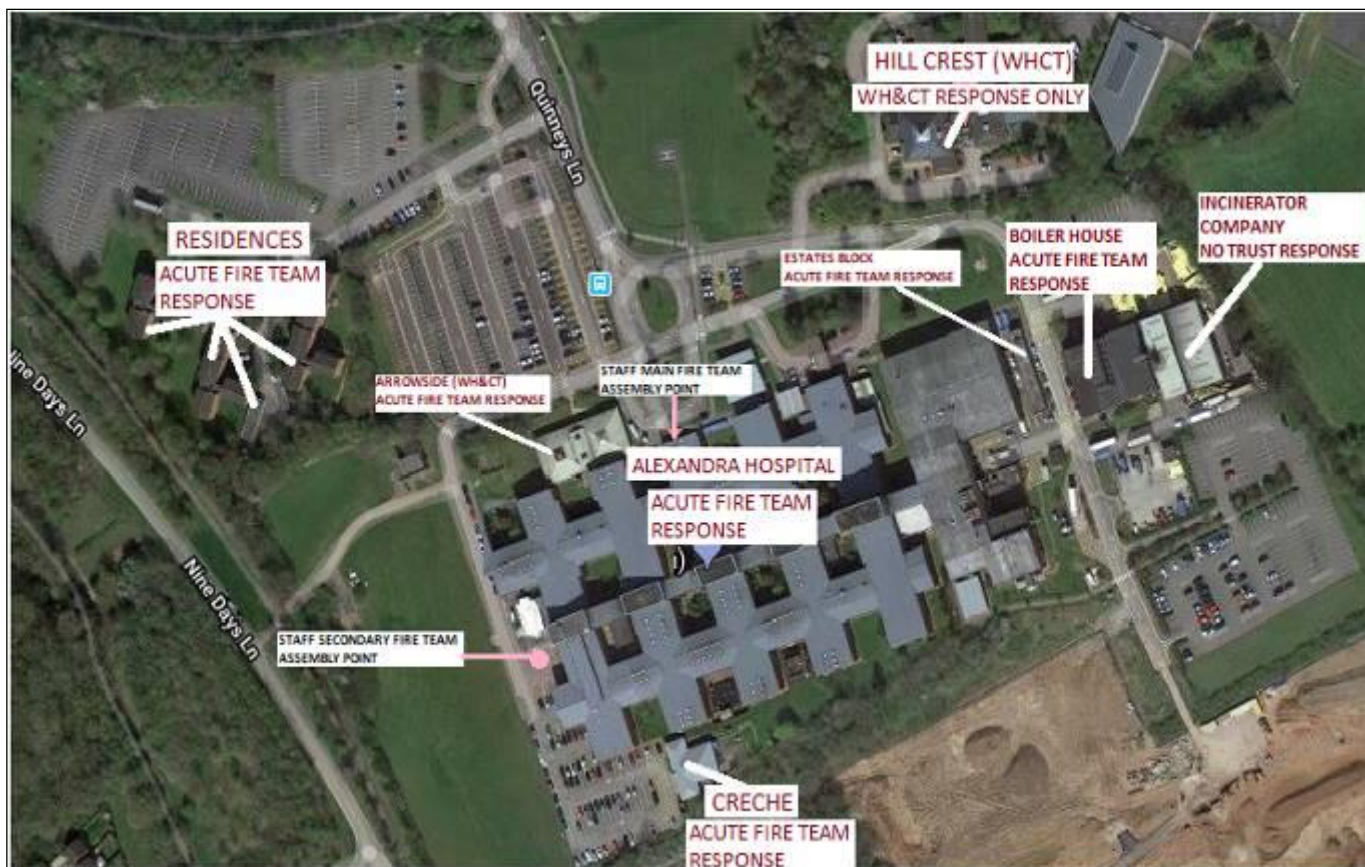 HILL CREST (WHCT)
WH&CT RESPONSE ONLY
Quinneys Ln
INCINERATOR
COMPANY
NO TRUST RESPONSE
RESIDENCES
ACUTE FIRE TEAM
RESPONSE
BOILER HOUSE
ACUTE FIRE TEAM
RESPONSE
ESTATES BLOCK
ACUTE FIRE TEAM RESPONSE
ARROWSIDE (WH&CT)
ACUTE FIRE TEAM RESPONSE
STAFF MAIN FIRE TEAM
ASSEMBLY POINT
line Days Ln
ALEXANDRA HOSPITAL
ACUTE FIRE TEAM
RESPONSE
Nine Days Ln
STAFF SECONDARY FIRE TEAM
ASSEMBLY POINT
CRECHE
ACUTE FIRE TEAM
RESPONSE